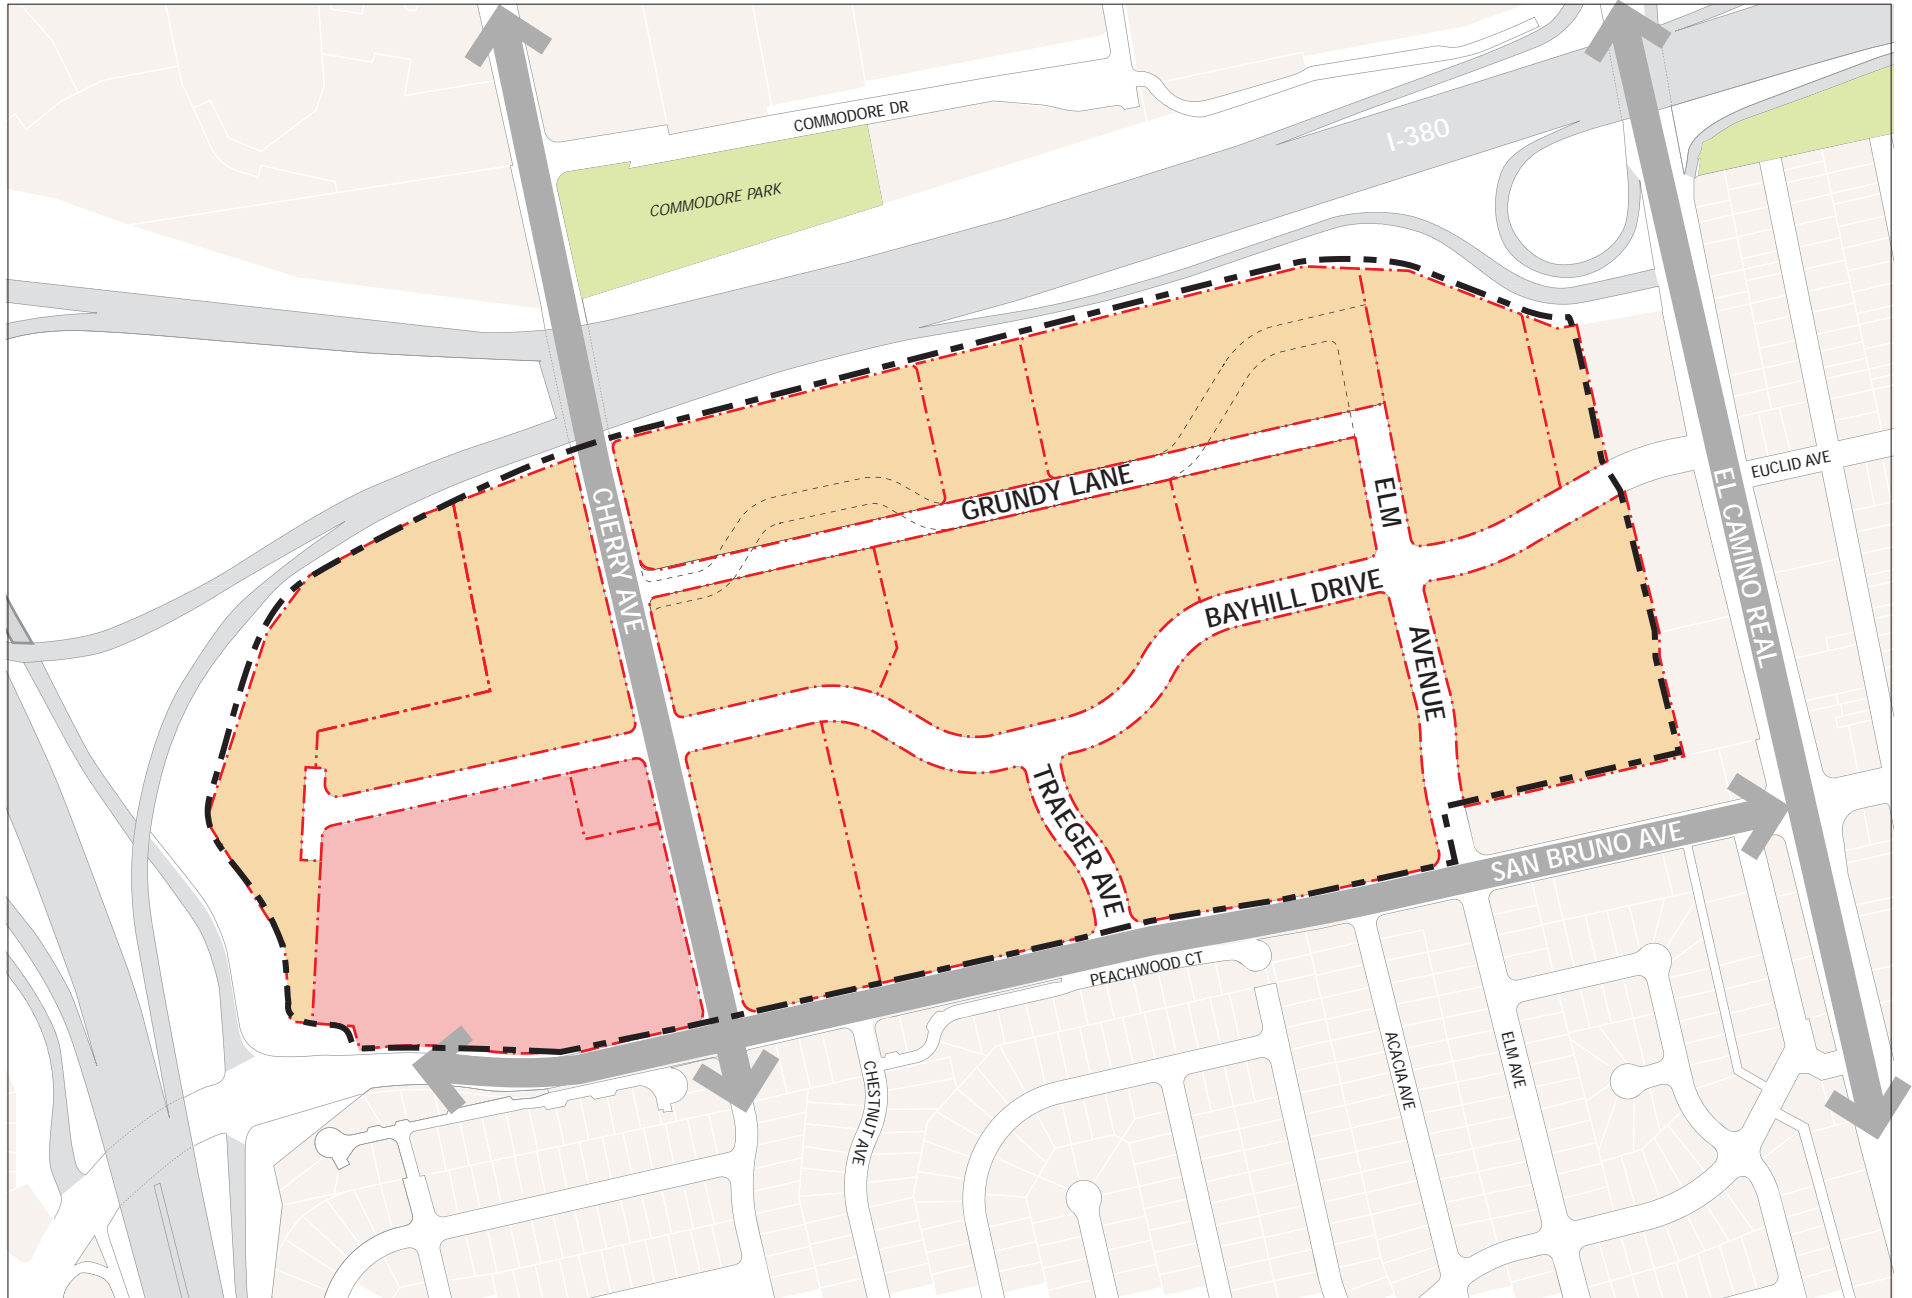 COMMODORE DR
I-380
COMMODORE PARK
EUCLID AVE
GRUNDY LANE
ELM
CHERRY AVE
EL CAMINO REAL
BAYHILL DRIVE
AVENUE
TRAEGER AVE
SAN BRUNO AVE
PEACHWOOD CT
CHESTNUT AVE
ACACIA AVE
ELM AVE